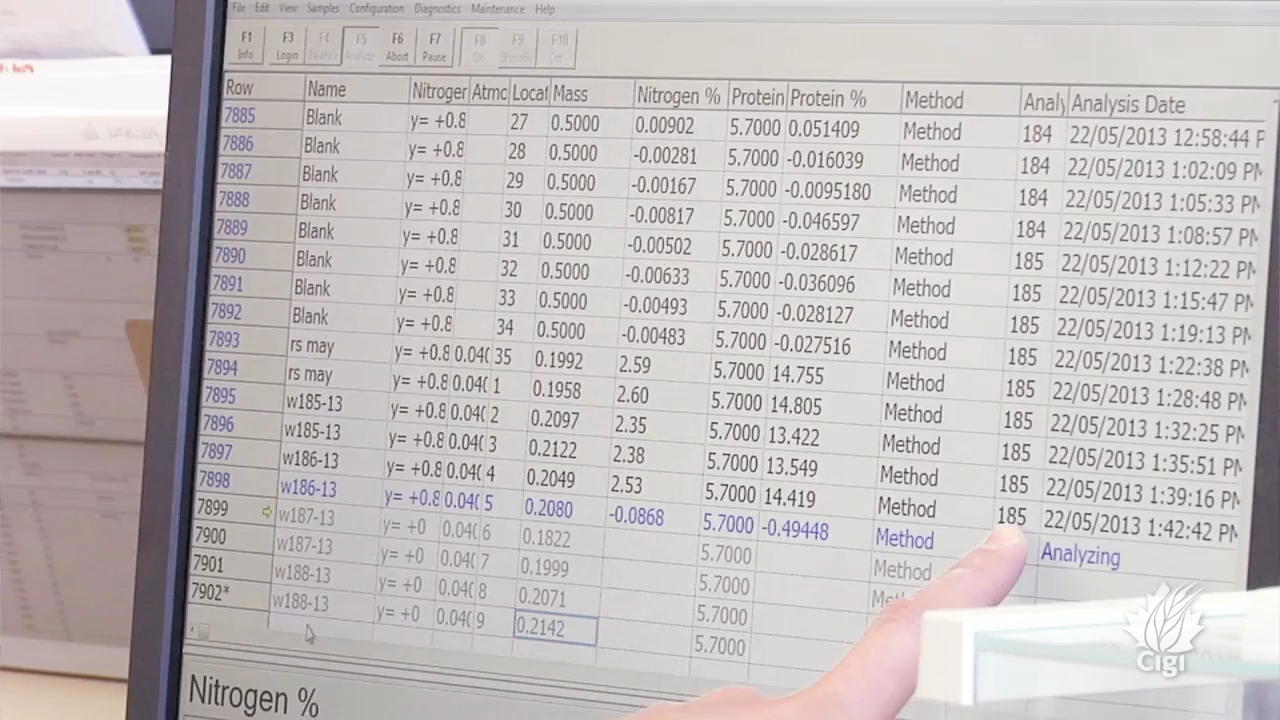 File Edit View Samples Configuration Diagnostics Maintenance Help
F1 F3 F4 F5 F6 F7 F8 F9 F10
Info Login Balance Analyze Abort Pause On Standby Off
Row Name Nitroger Atmc Locat Mass Nitrogen % Protein Protein % Method Analy Analysis Date
7885 Blank y= +0.8 27 0.5000 0.00902 5.7000 0.051409 Method 184 22/05/2013 12:58:44 P
7886 Blank y= +0.8 28 0.5000 -0.00281 5.7000 -0.016039 Method 184 22/05/2013 1:02:09 PM
7887 Blank y= +0.8 29 0.5000 -0.00167 5.7000 -0.0095180 Method 184 22/05/2013 1:05:33 PM
7888 Blank y= +0.8 30 0.5000 -0.00817 5.7000 -0.046597 Method 184 22/05/2013 1:08:57 PM
7889 Blank y= +0.8 31 0.5000 -0.00502 5.7000 -0.028617 Method 185 22/05/2013 1:12:22 PM
7890 Blank y= +0.8 32 0.5000 -0.00633 5.7000 -0.036096 Method 185 22/05/2013 1:15:47 PM
7891 Blank y= +0.8 33 0.5000 -0.00493 5.7000 -0.028127 Method 185 22/05/2013 1:19:13 PM
7892 Blank y= +0.8 34 0.5000 -0.00483 5.7000 -0.027516 Method 185 22/05/2013 1:22:38 PM
7893 rs may y= +0.8 0.04( 35 0.1992 2.59 5.7000 14.755 Method 185 22/05/2013 1:28:48 PM
7894 rs may y= +0.8 0.04( 1 0.1958 2.60 5.7000 14.805 Method 185 22/05/2013 1:32:25 PM
7895 w185-13 y= +0.8 0.04( 2 0.2097 2.35 5.7000 13.422 Method 185 22/05/2013 1:35:51 PM
7896 w185-13 y= +0.8 0.04( 3 0.2122 2.38 5.7000 13.549 Method 185 22/05/2013 1:39:16 PM
7897 w186-13 y= +0.8 0.04( 4 0.2049 2.53 5.7000 14.419 Method 185 22/05/2013 1:42:42 PM
7898 w186-13 y= +0.8 0.04( 5 0.2080 -0.0868 5.7000 -0.49448 Method Analyzing
7899 w187-13 y= +0 0.04( 6 0.1822 5.7000 Method
7900 w187-13 y= +0 0.04( 7 0.1999 5.7000
7901 w188-13 y= +0 0.04( 8 0.2071 5.7000
7902* w188-13 y= +0 0.04( 9 0.2142 5.7000
Nitrogen %
Cigi